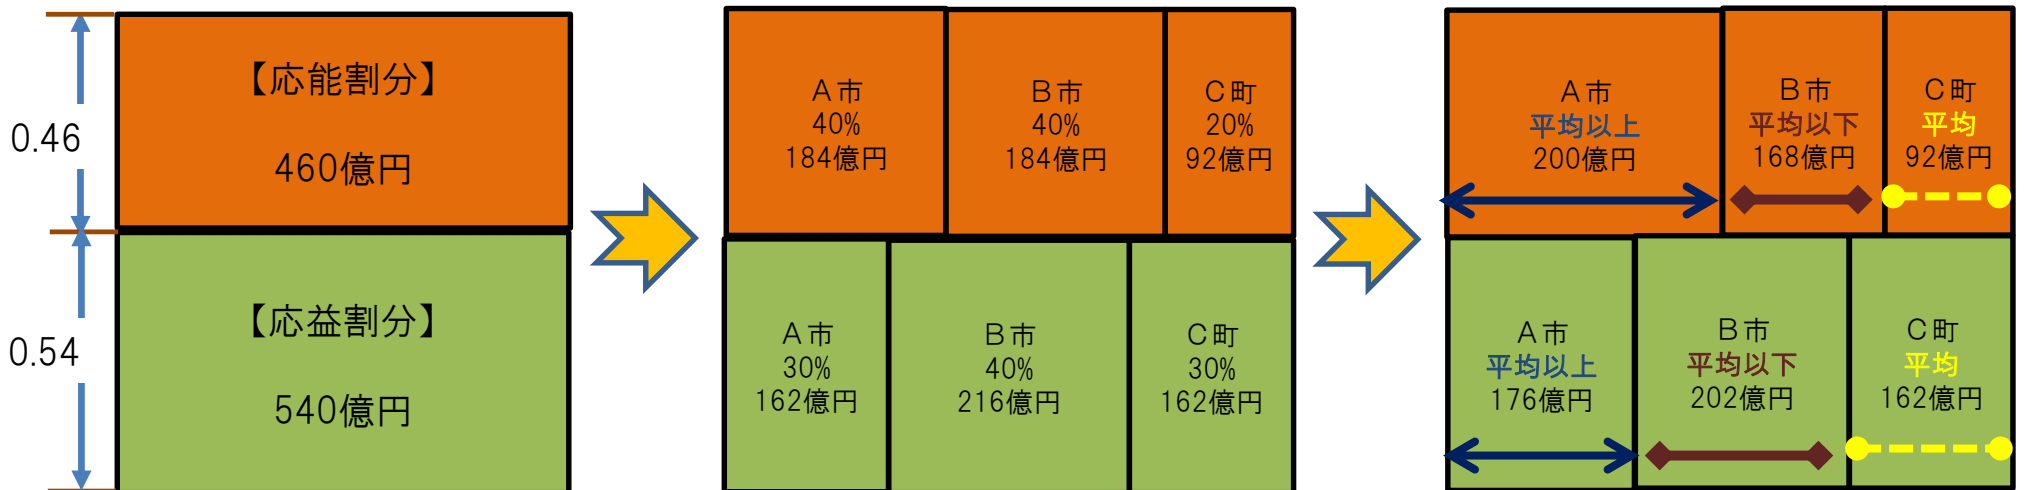 0.46
【応能割分】
460億円
0.54
【応益割分】
540億円
A市
40%
184億円
B市
40%
184億円
C町
20%
92億円
A市
30%
162億円
B市
40%
216億円
C町
30%
162億円
A市
平均以上
200億円
B市
平均以下
168億円
C町
平均
92億円
A市
平均以上
176億円
B市
平均以下
202億円
C町
平均
162億円